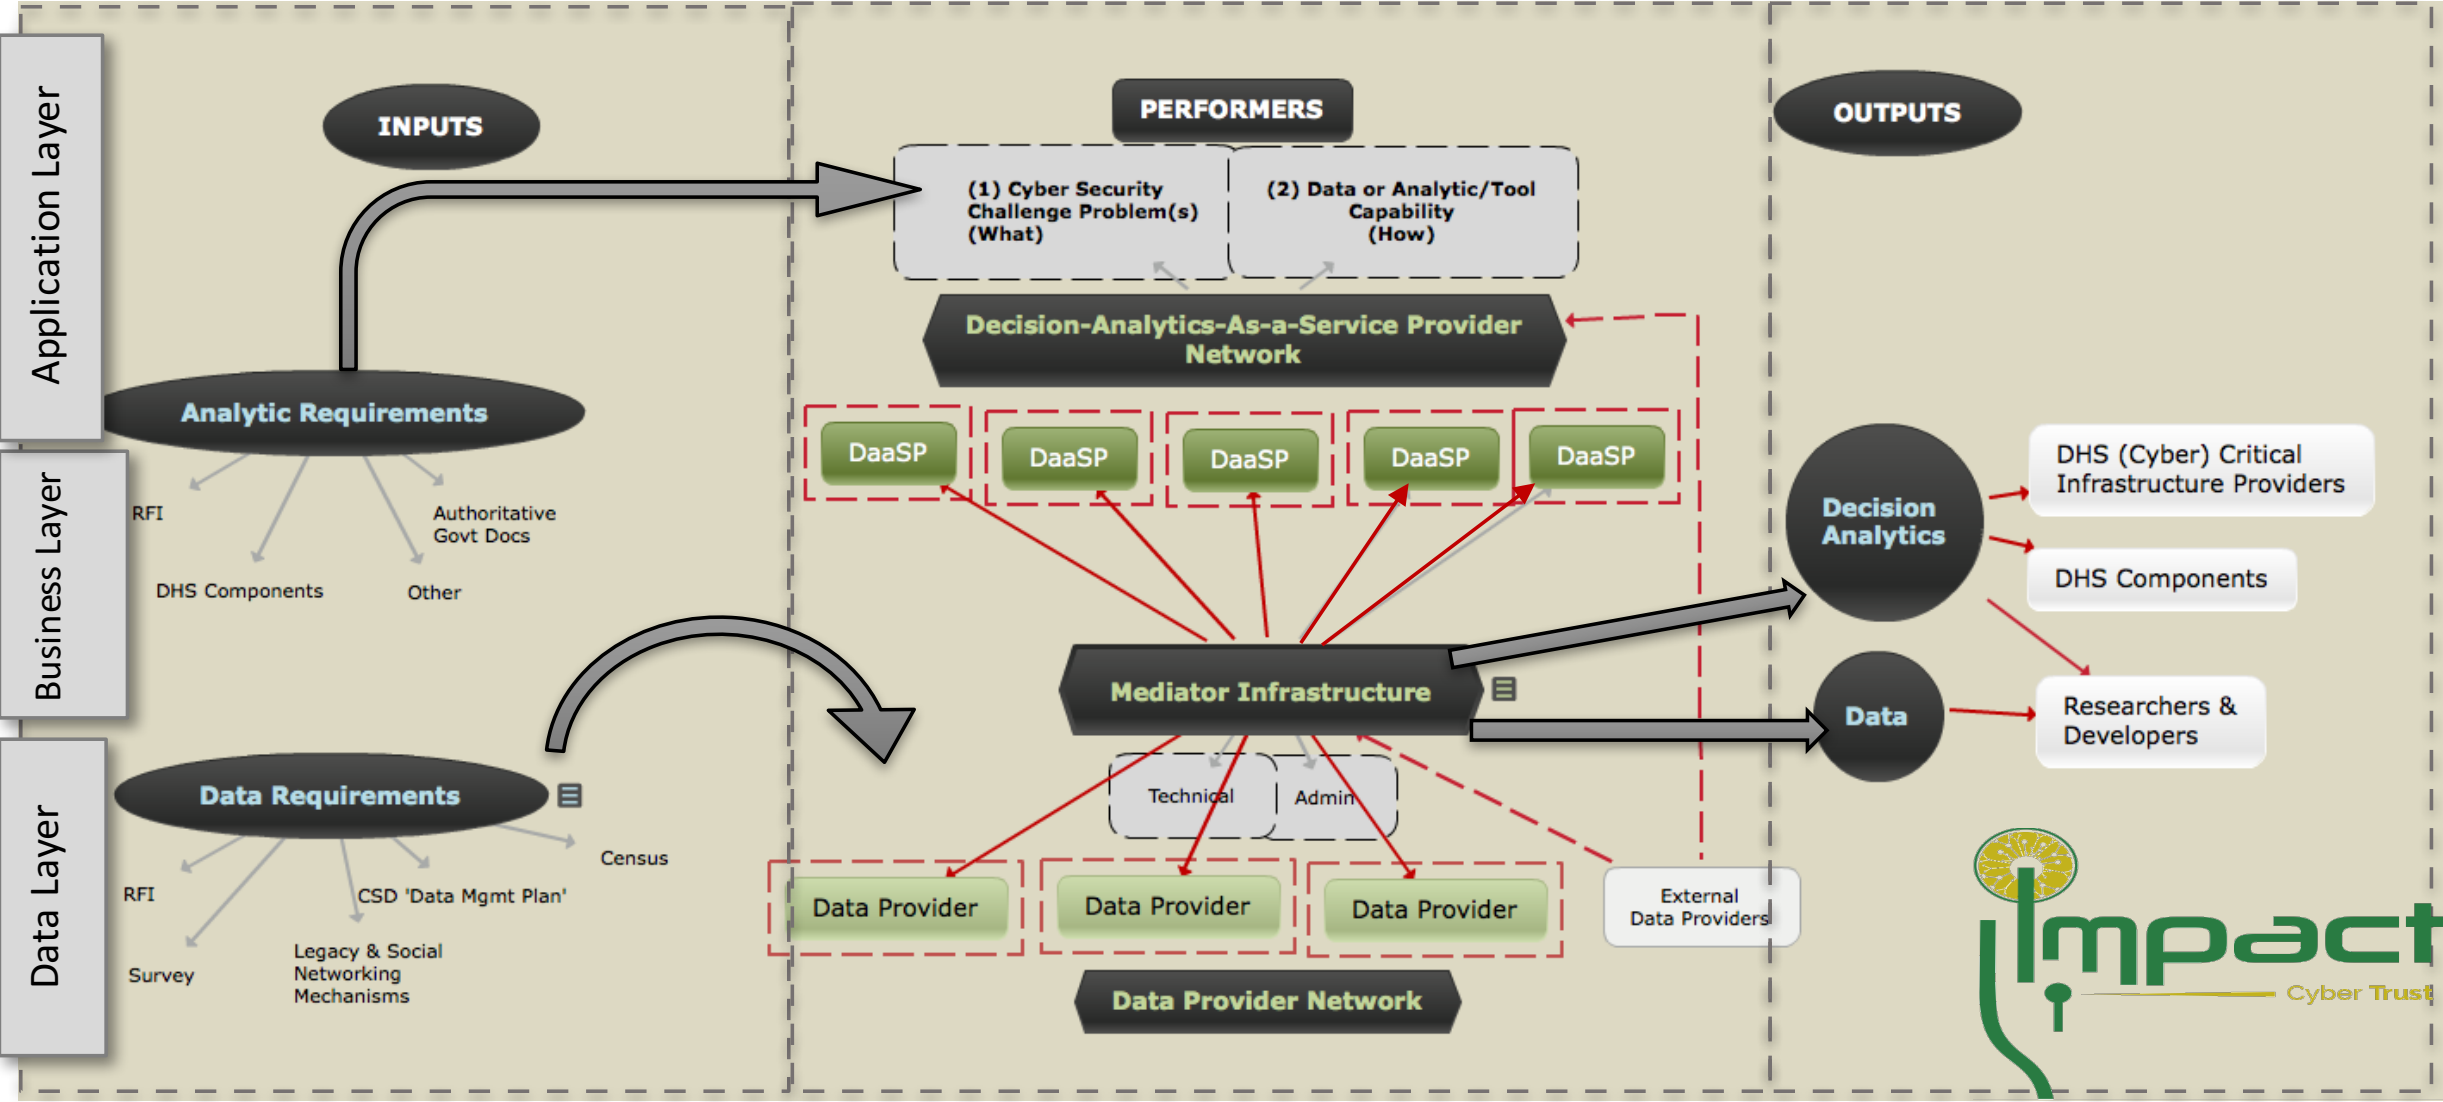 Application Layer
Business Layer
Data Layer
INPUTS
Analytic Requirements
RFI
Authoritative
Govt Docs
DHS Components
Other
Data Requirements
Census
RFI
CSD 'Data Mgmt Plan'
Survey
Legacy & Social
Networking
Mechanisms
PERFORMERS
(1) Cyber Security
Challenge Problem(s)
(What)
(2) Data or Analytic/Tool
Capability
(How)
Decision-Analytics-As-a-Service Provider
Network
DaaSP
DaaSP
DaaSP
DaaSP
DaaSP
Mediator Infrastructure
Technical
Admin
Data Provider
Data Provider
Data Provider
External
Data Providers
Data Provider Network
OUTPUTS
Decision
Analytics
DHS (Cyber) Critical
Infrastructure Providers
DHS Components
Data
Researchers &
Developers
Impact
Cyber Trust